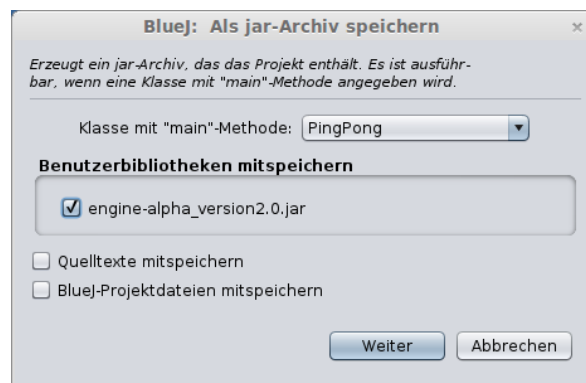 BlueJ: Als jar-Archiv speichern
Erzeugt ein jar-Archiv, das das Projekt enthält. Es ist ausführ-
bar, wenn eine Klasse mit "main"-Methode angegeben wird.
Klasse mit "main"-Methode: PingPong
Benutzerbibliotheken mitspeichern
engine-alpha_version2.0.jar
Quelltexte mitspeichern
BlueJ-Projektdateien mitspeichern
Weiter Abbrechen